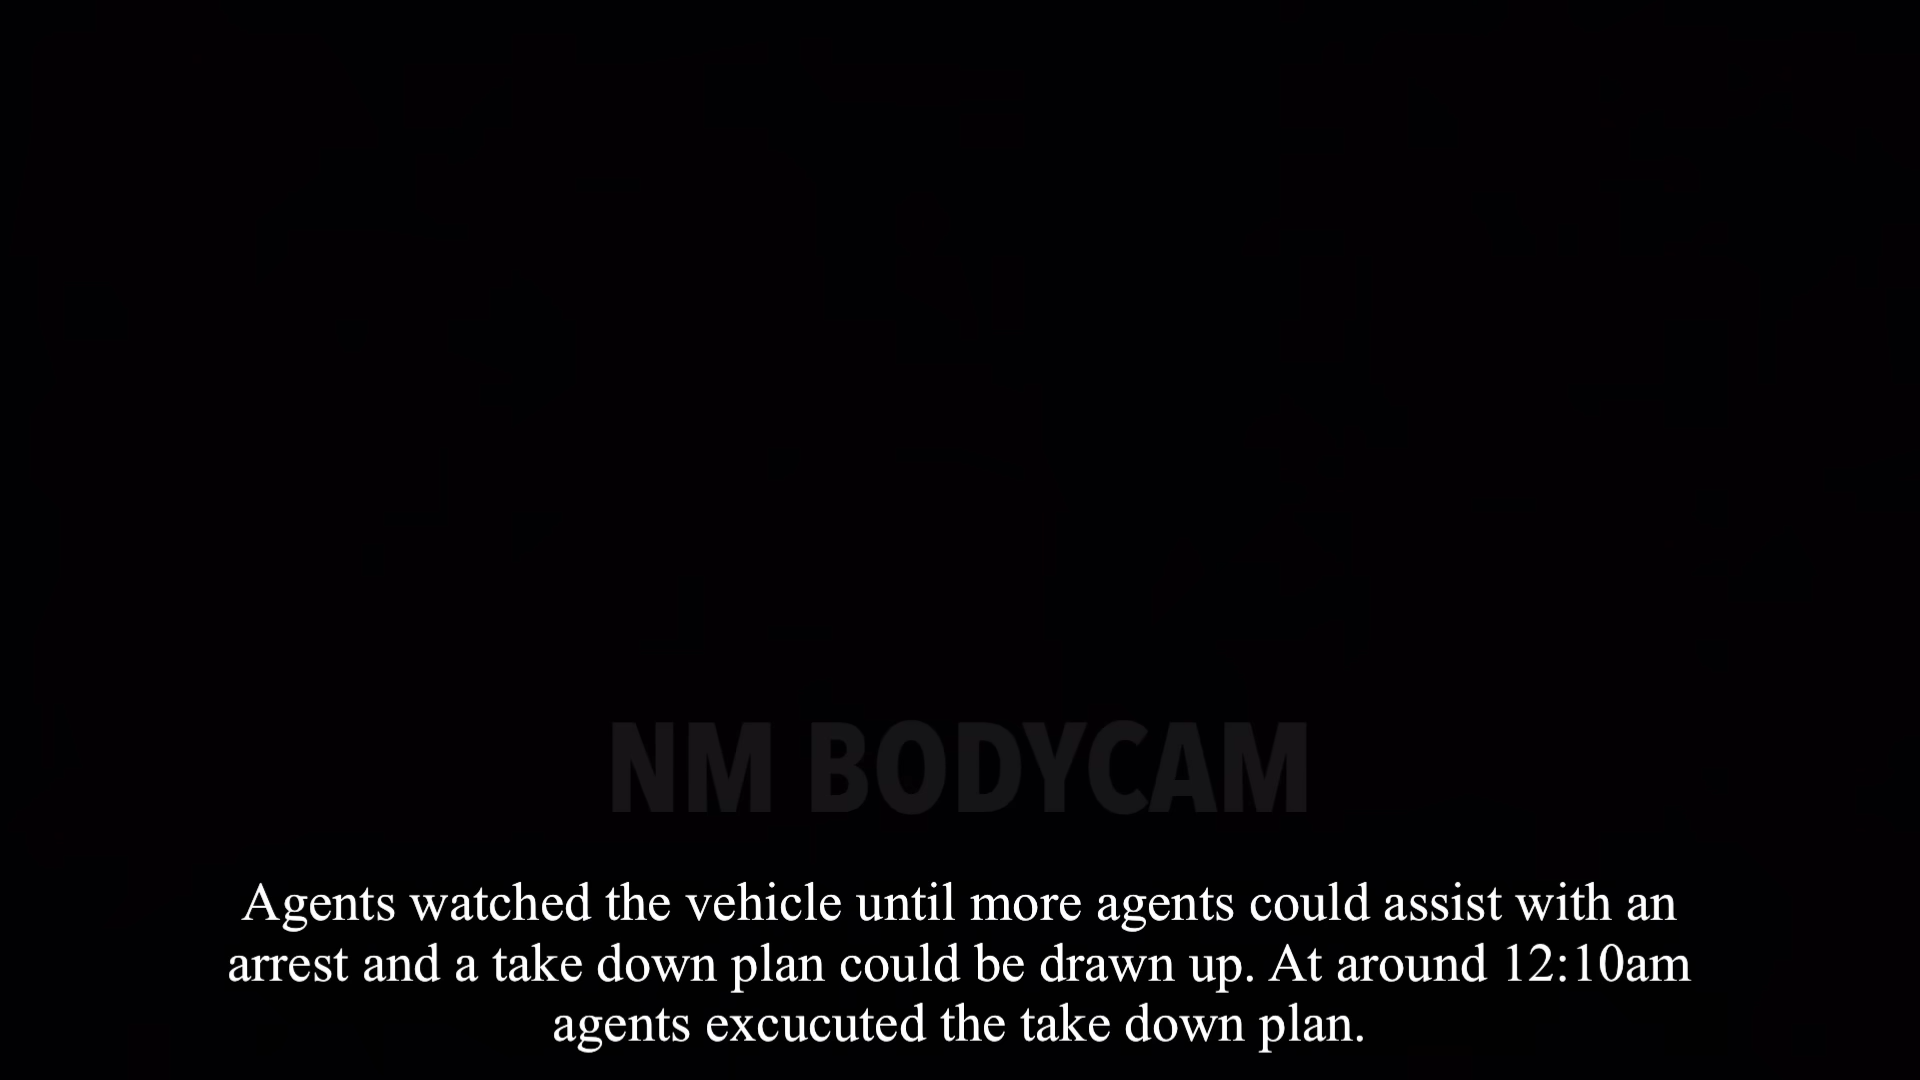 NM BODYCAM
Agents watched the vehicle until more agents could assist with an
arrest and a take down plan could be drawn up. At around 12:10am
agents excucuted the take down plan.